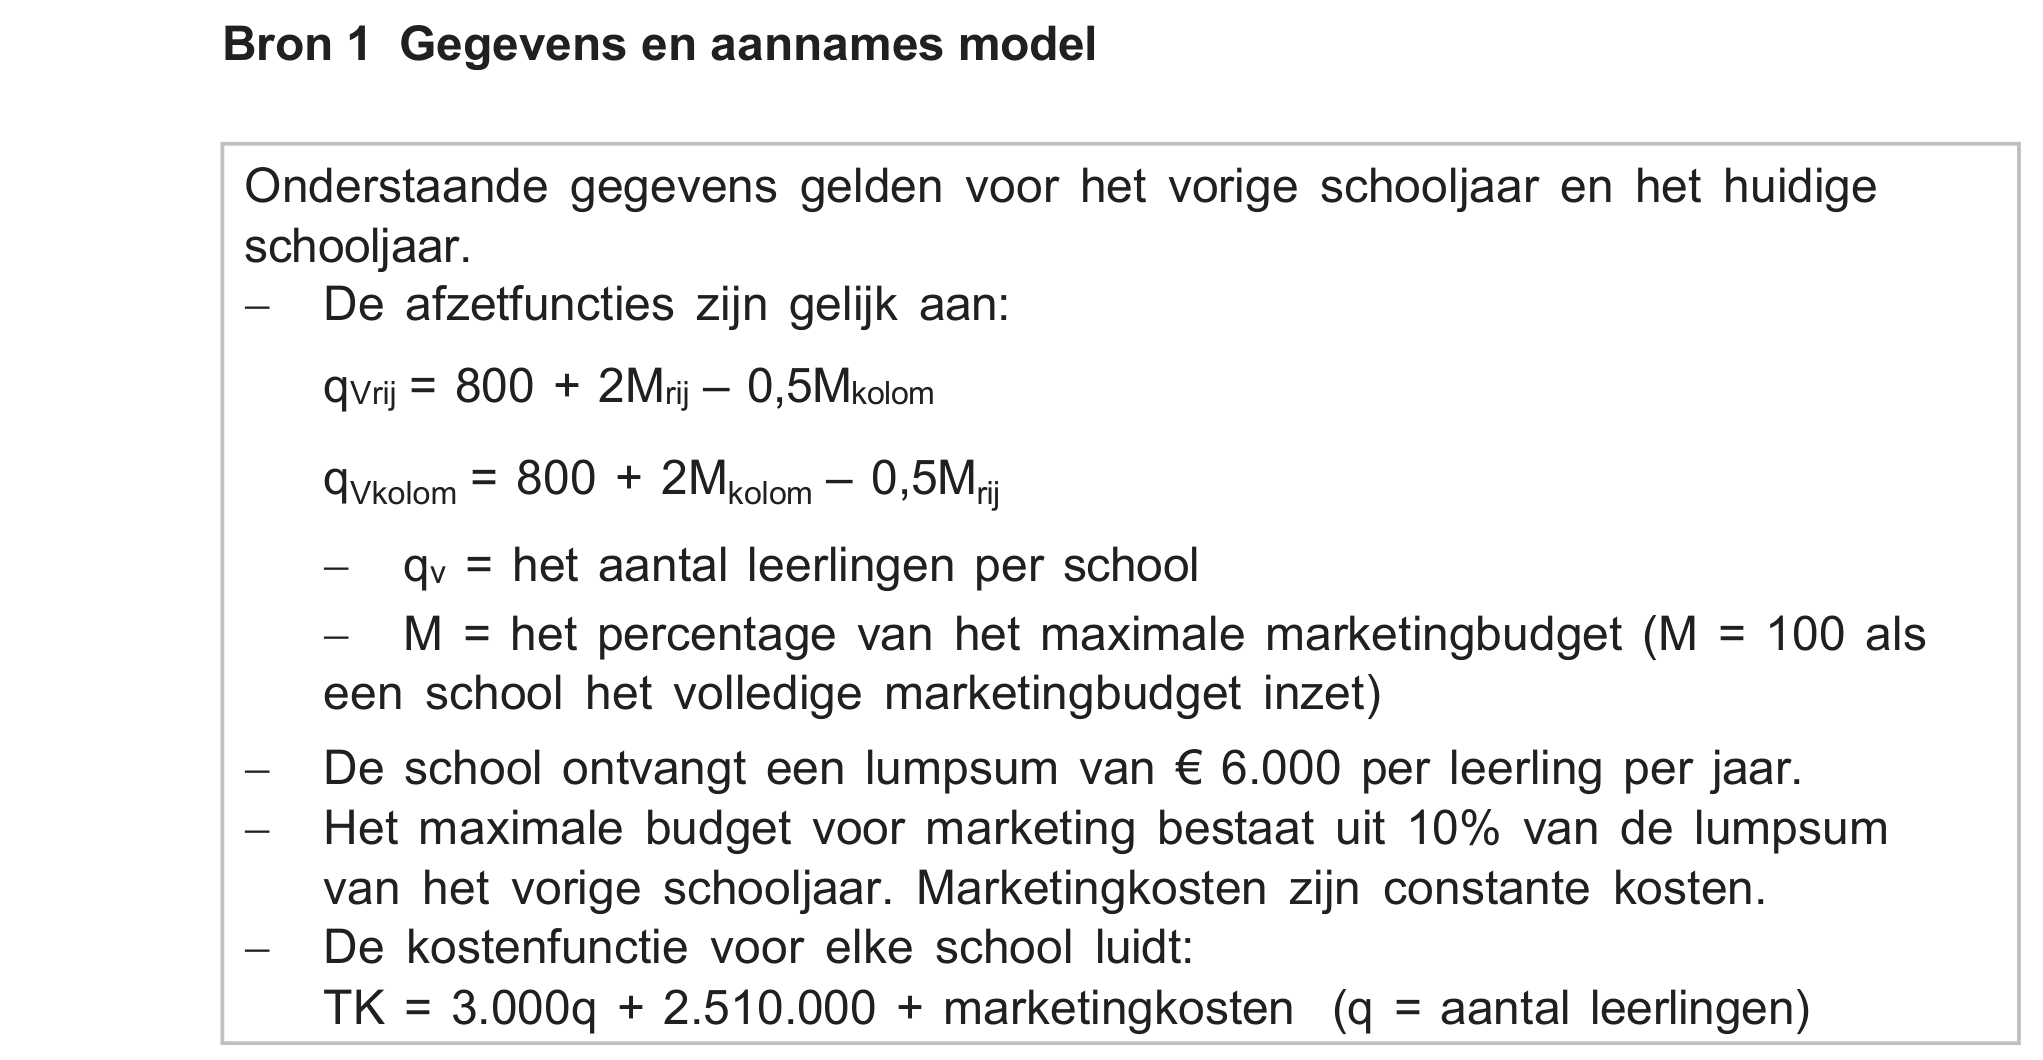 Bron 1 Gegevens en aannames model
Onderstaande gegevens gelden voor het vorige schooljaar en het huidige
schooljaar.
– De afzetfuncties zijn gelijk aan:
qVrij = 800 + 2Mrij – 0,5Mkolom
qVkolom = 800 + 2Mkolom – 0,5Mrij
– qv = het aantal leerlingen per school
– M = het percentage van het maximale marketingbudget (M = 100 als
een school het volledige marketingbudget inzet)
– De school ontvangt een lumpsum van € 6.000 per leerling per jaar.
– Het maximale budget voor marketing bestaat uit 10% van de lumpsum
van het vorige schooljaar. Marketingkosten zijn constante kosten.
– De kostenfunctie voor elke school luidt:
TK = 3.000q + 2.510.000 + marketingkosten (q = aantal leerlingen)